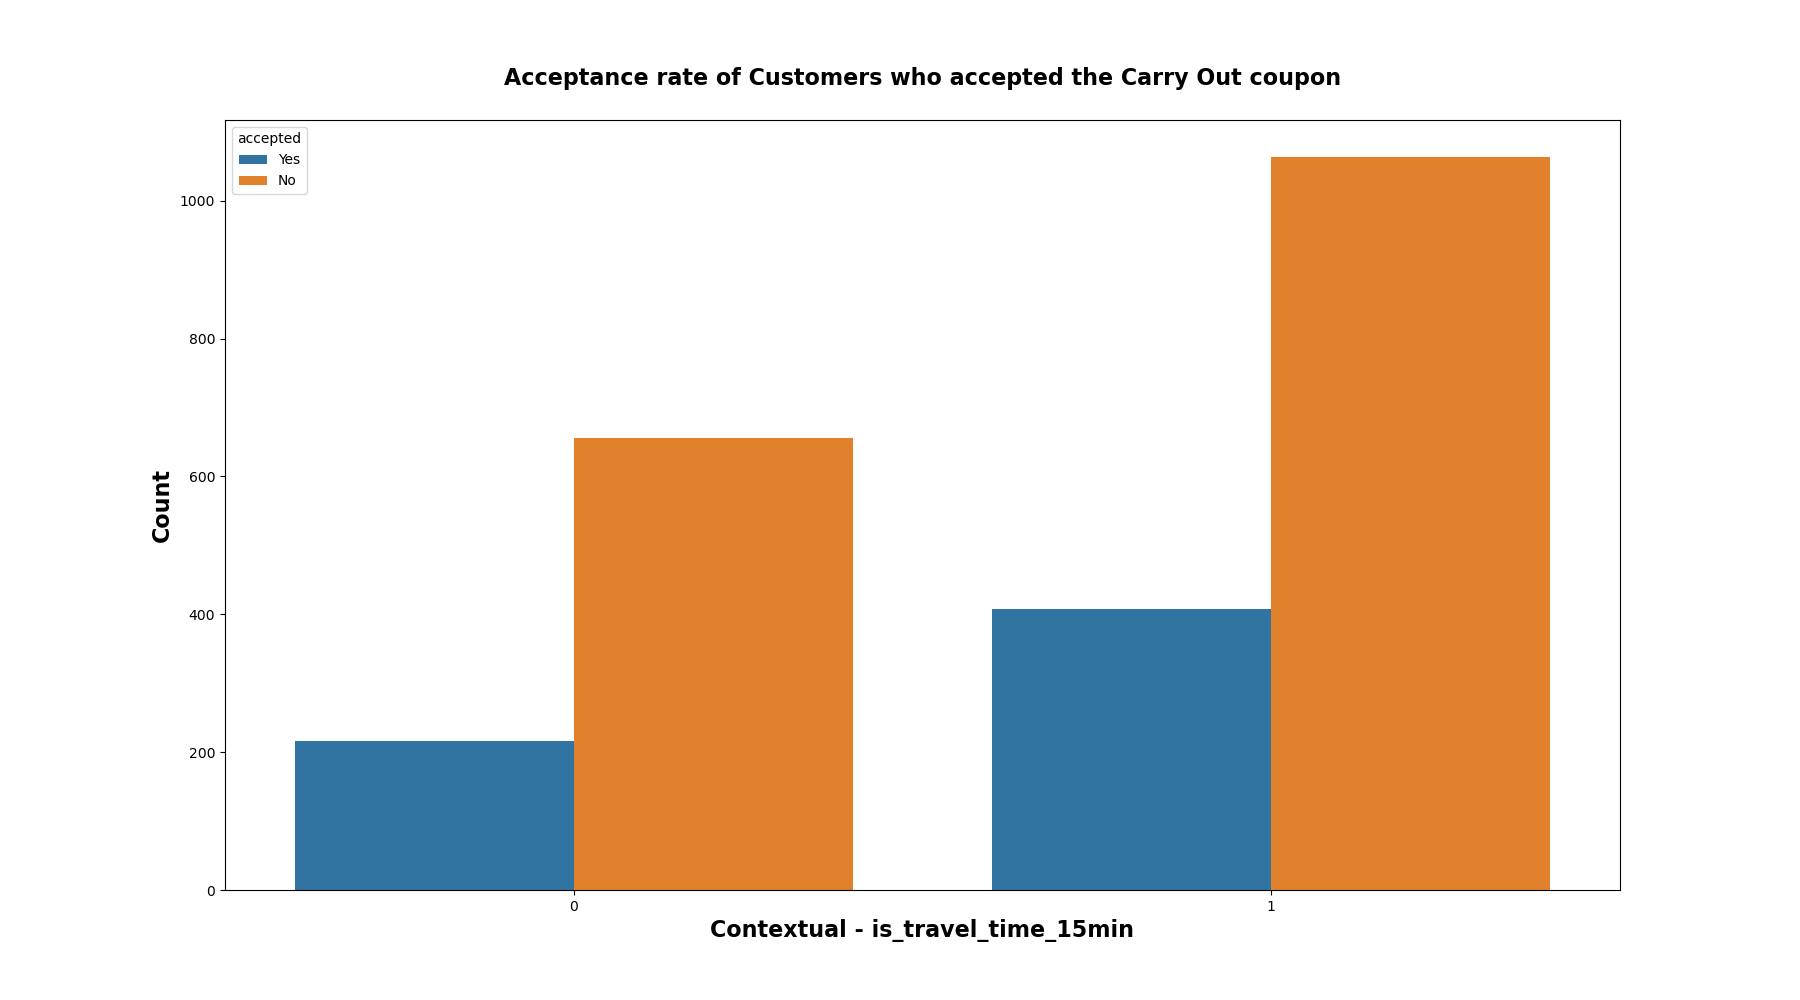 Acceptance rate of Customers who accepted the Carry Out coupon
accepted
Yes
No
1000
800
600
400
200
0
Count
0
1
Contextual - is_travel_time_15min